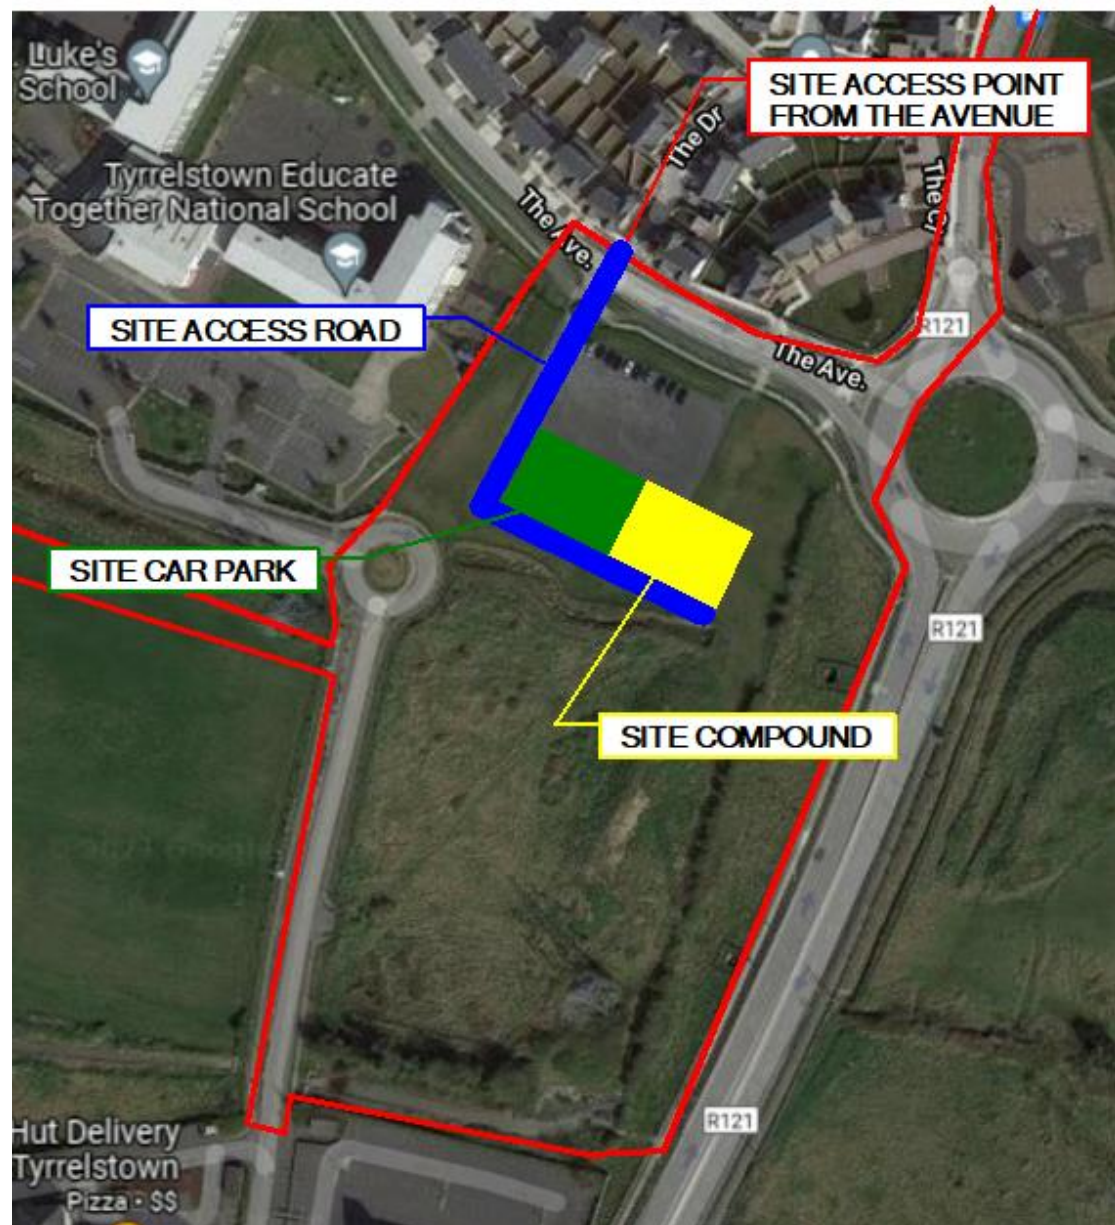 Luke's
School
SITE ACCESS POINT
FROM THE AVENUE
The Dr
Tyrrelstown Educate
Together National School
The Cl
The Ave.
SITE ACCESS ROAD
R121
The Ave.
SITE CAR PARK
R121
SITE COMPOUND
R121
Hut Delivery
Tyrrelstown
Pizza · $$